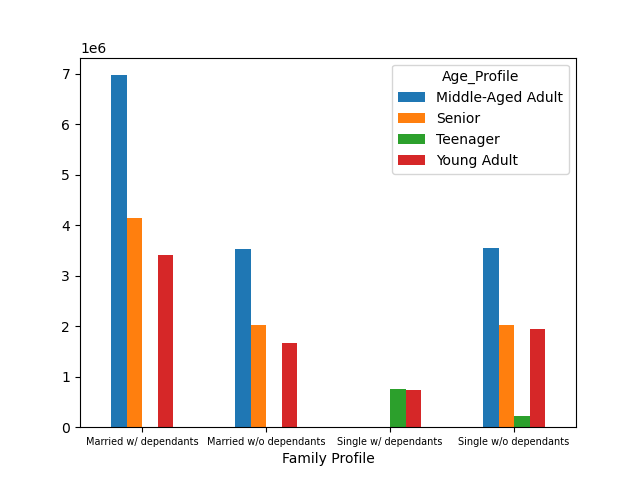 1e6
7
6
5
4
3
2
1
0
Age_Profile
Middle-Aged Adult
Senior
Teenager
Young Adult
Married w/ dependants
Married w/o dependants
Single w/ dependants
Single w/o dependants
Family Profile